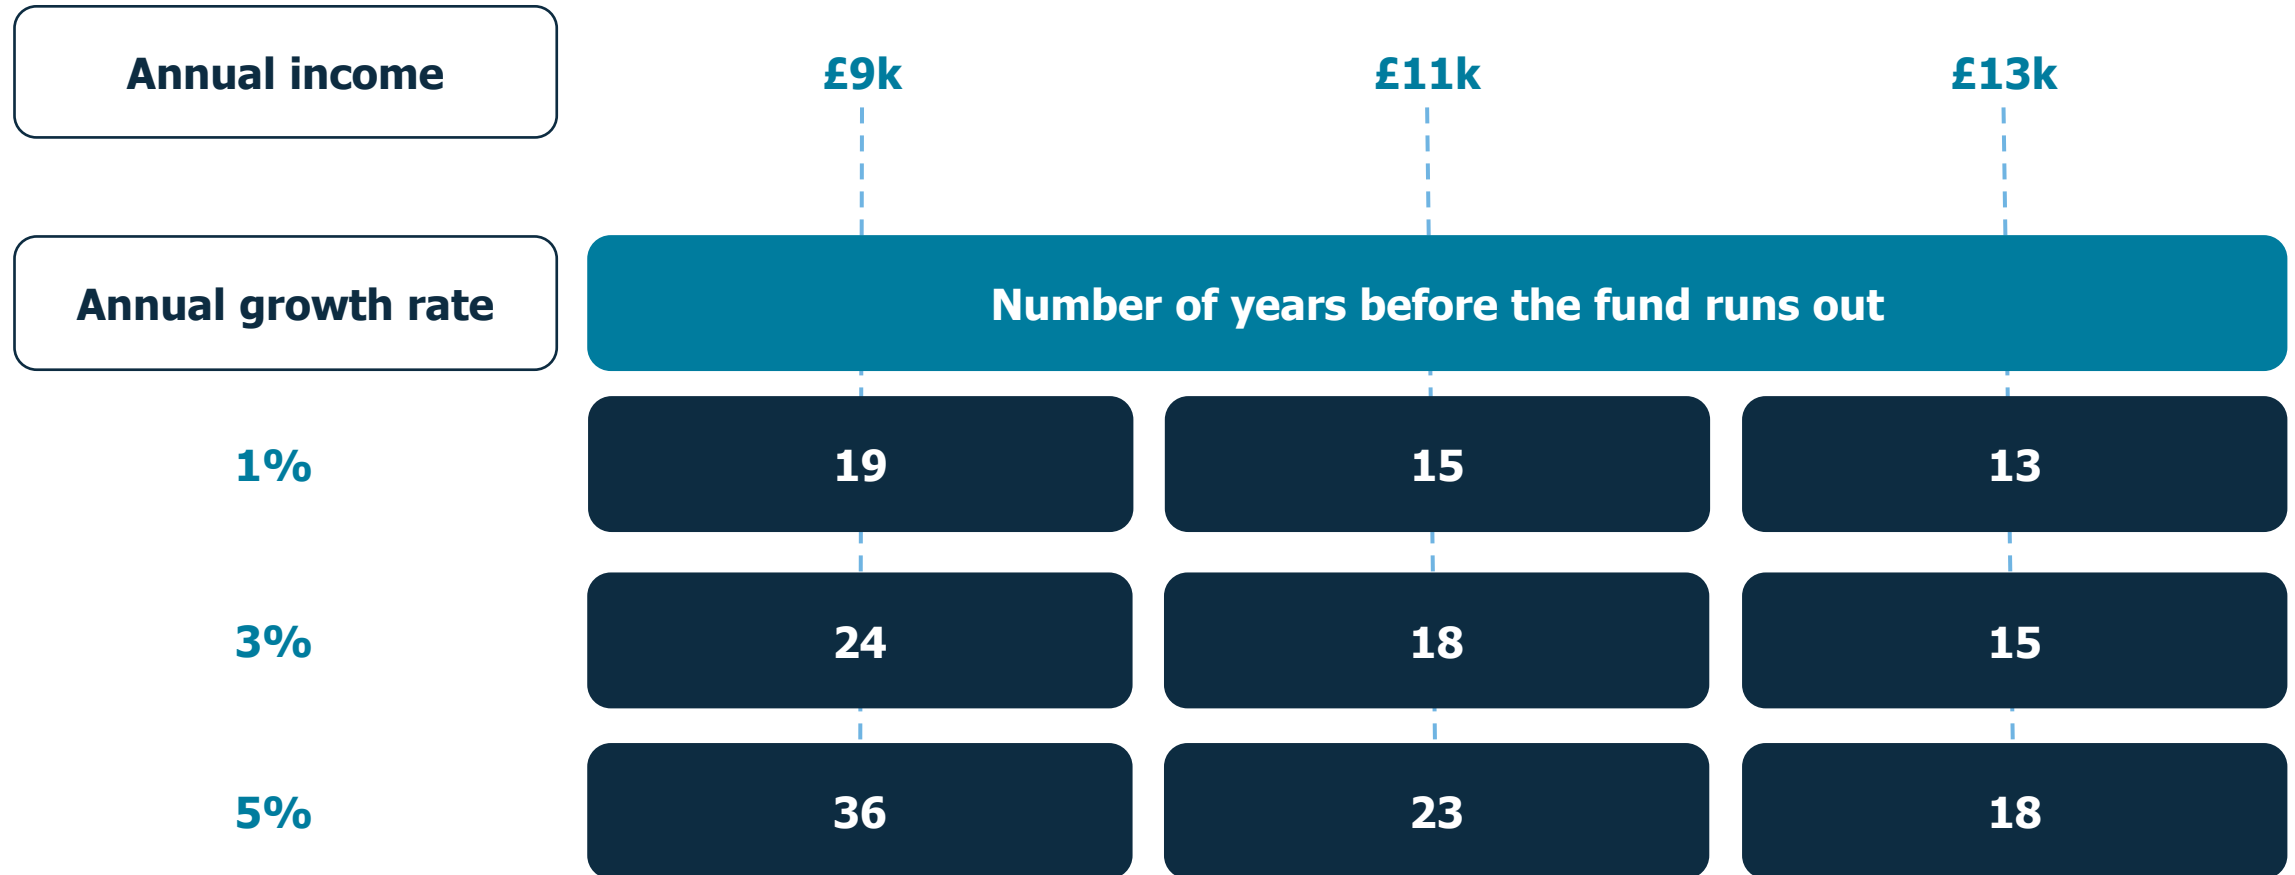 Annual income
£9k
£11k
£13k
Annual growth rate
Number of years before the fund runs out
1%
19
15
13
3%
24
18
15
5%
36
23
18